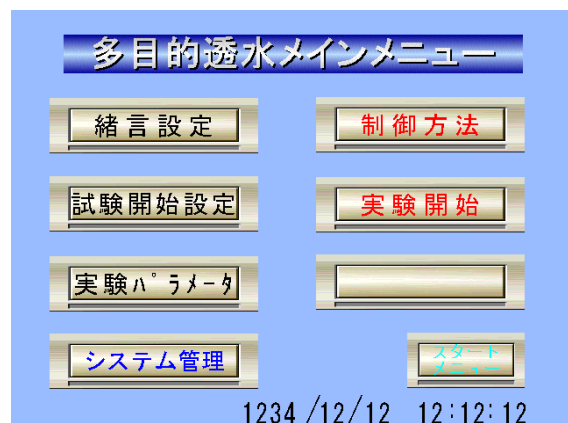 多目的透水メインメニュー
緒言設定
制御方法
試験開始設定
実験開始
実験パラメータ
システム管理
スタート
メニュー
1234/12/12 12:12:12